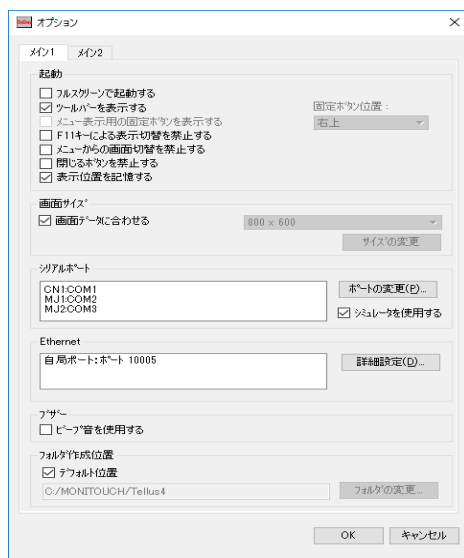 オプション
メイン1 メイン2
起動
フルスクリーンで起動する
ツールバーを表示する
メニュー表示用の固定ボタンを表示する
固定ボタン位置：
右上
F11キーによる表示切替を禁止する
メニューからの画面切替を禁止する
閉じるボタンを禁止する
表示位置を記憶する
画面サイズ
画面データに合わせる
800 × 600
サイズの変更
シリアルポート
CN1:COM1
MJ1:COM2
MJ2:COM3
ポートの変更(P)...
シミュレータを使用する
Ethernet
自局ポート:ポート 10005
詳細設定(D)...
ブザー
ビープ音を使用する
フォルダ作成位置
デフォルト位置
C:/MONITOUCH/Tellus4
フォルダの変更...
OK キャンセル